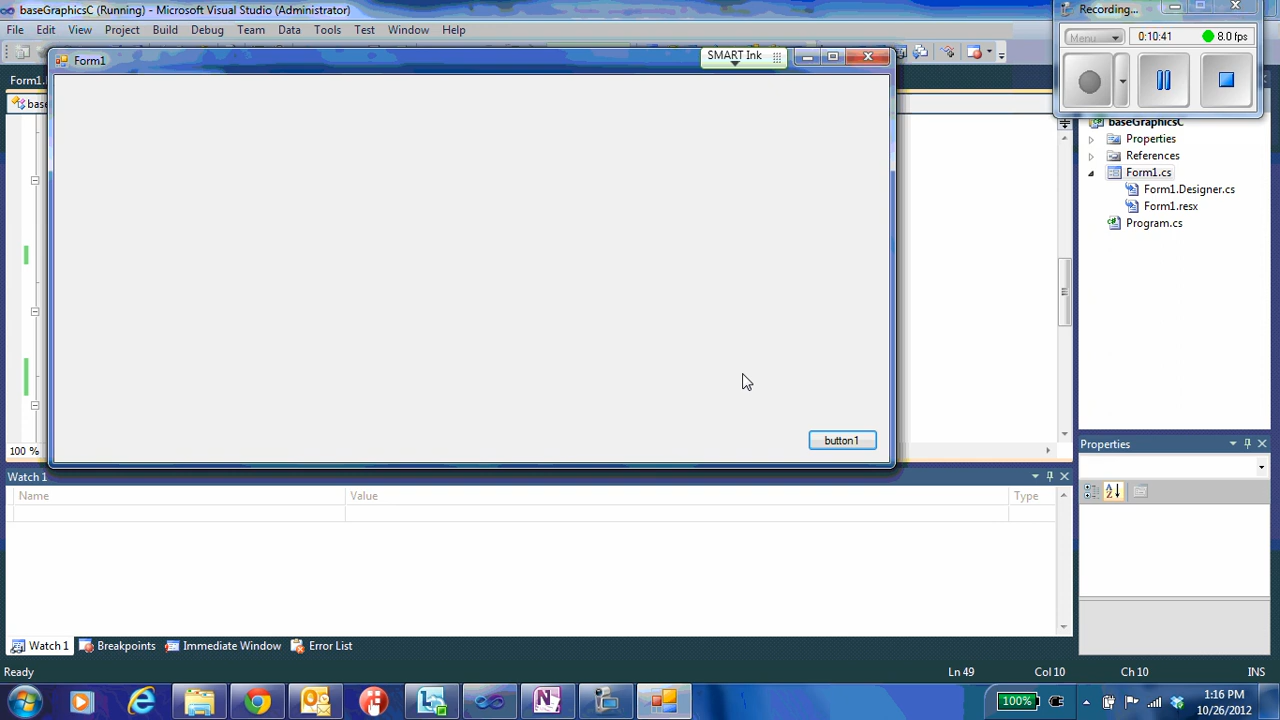 baseGraphicsC (Running) - Microsoft Visual Studio (Administrator)
Recording...
File Edit View Project Build Debug Team Data Tools Test Window Help
Menu
0:10:41
8.0 fps
Form1
SMART Ink
Form1.
base
baseGraphicsC
Properties
References
Form1.cs
Form1.Designer.cs
Form1.resx
Program.cs
button1
100 %
Properties
Watch 1
Name Value Type
Watch 1 Breakpoints Immediate Window Error List
Ready Ln 49 Col 10 Ch 10 INS
100%
1:16 PM
10/26/2012